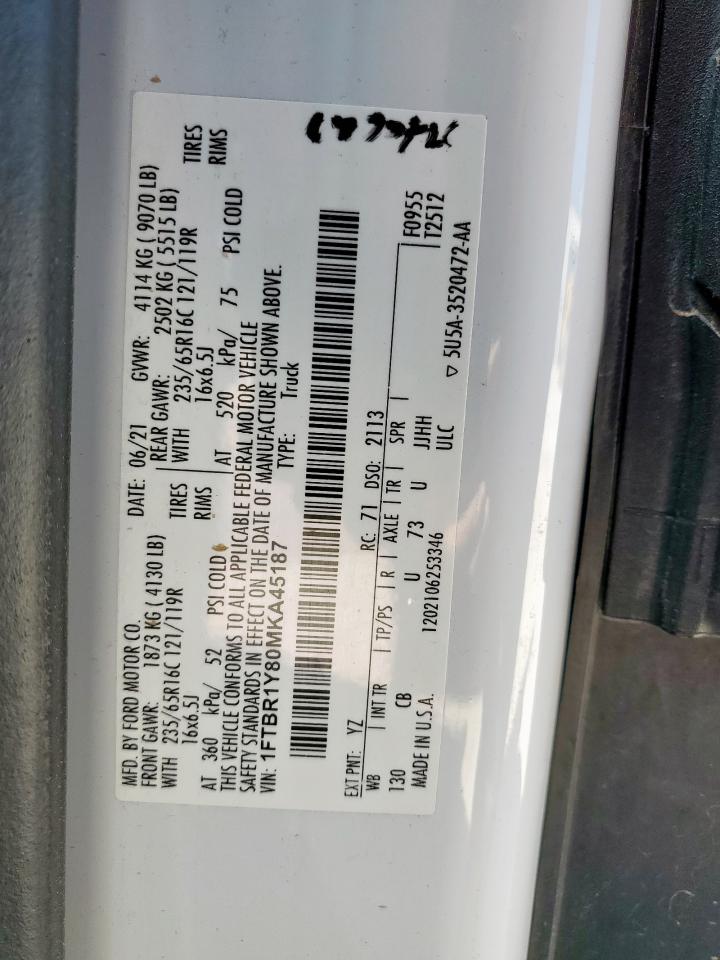 MFD. BY FORD MOTOR CO. DATE: 06/21 GVWR: 4114 KG ( 9070 LB)
FRONT GAWR: 1873 KG ( 4130 LB) REAR GAWR: 2502 KG ( 5515 LB)
WITH 235/65R16C 121/119R TIRES WITH 235/65R16C 121/119R TIRES
16x6.5J RIMS 16x6.5J RIMS
AT 360 kPa/ 52 PSI COLD AT 520 kPa/ 75 PSI COLD
THIS VEHICLE CONFORMS TO ALL APPLICABLE FEDERAL MOTOR VEHICLE
SAFETY STANDARDS IN EFFECT ON THE DATE OF MANUFACTURE SHOWN ABOVE.
VIN: 1FTBR1Y80MKA45187 TYPE: Truck
EXT PNT: YZ RC: 71 DSO: 2113
WB INT TR TP/PS R AXLE TR SPR F0955
130 CB U 73 U JJHH T2512
MADE IN U.S.A. 1202106253346 ULC ▽ 5U5A-3520472-AA